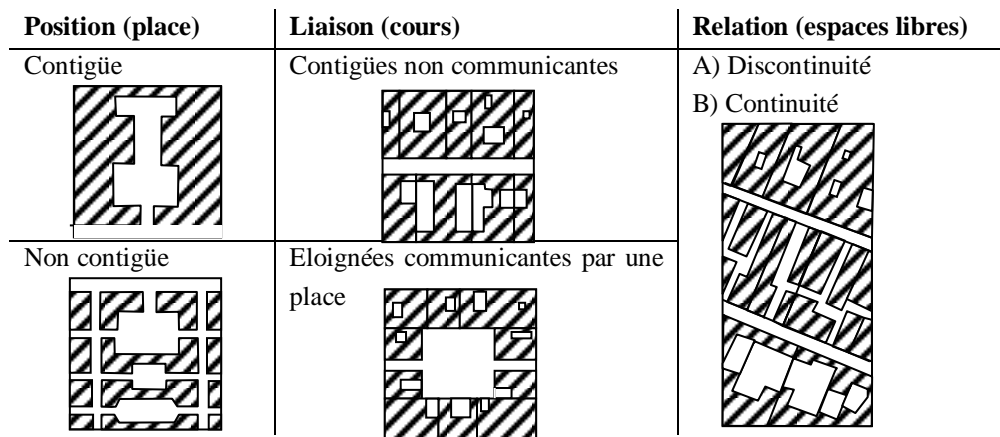 Position (place)
Liaison (cours)
Relation (espaces libres)
Contigüe
Contigües non communicantes
A) Discontinuité
B) Continuité
Non contigüe
Eloignées communicantes par une
place